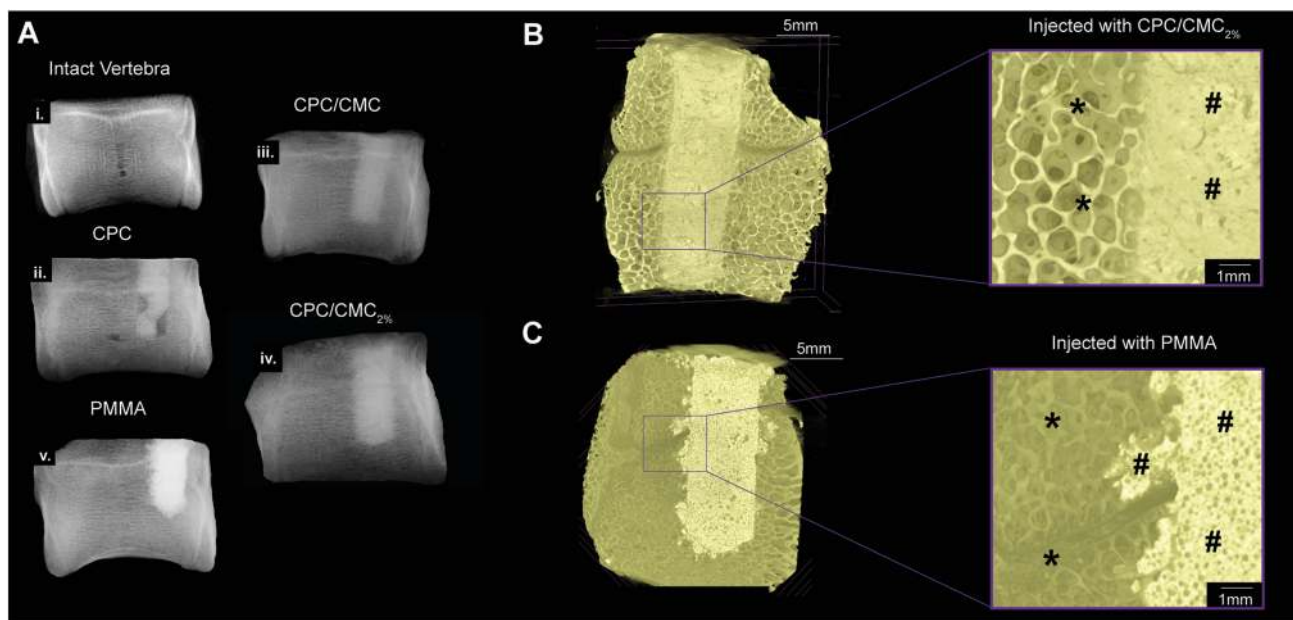 A
Intact Vertebra
i.
CPC
ii.
PMMA
v.
CPC/CMC
iii.
CPC/CMC2%
iv.
B
5mm
Injected with CPC/CMC2%
*
#
*
#
1mm
C
5mm
Injected with PMMA
*
#
#
*
#
1mm